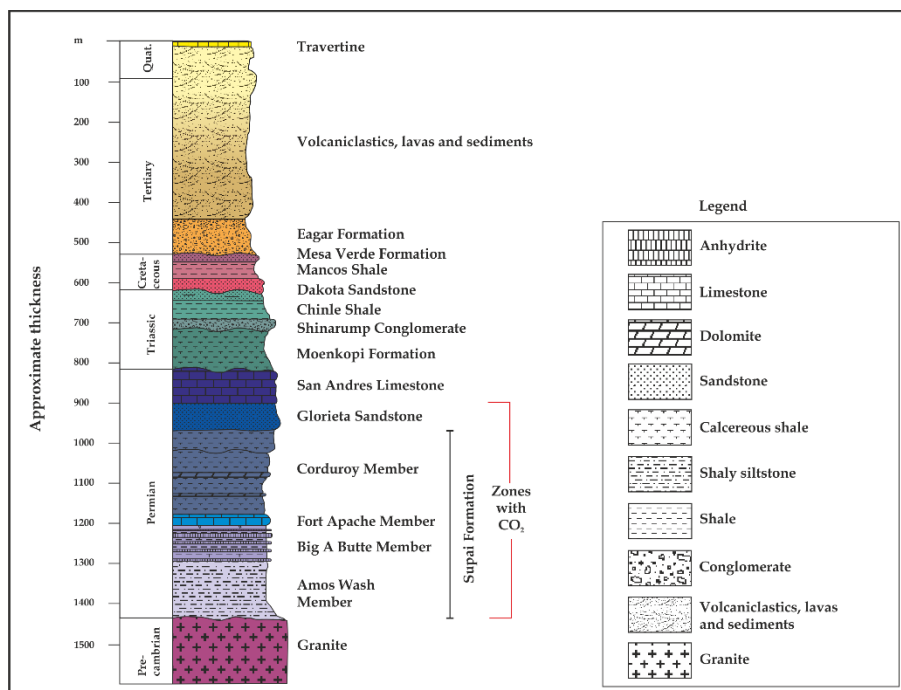 m
100
200
300
400
500
600
700
800
900
1000
1100
1200
1300
1400
1500
Approximate thickness
Quat.
Tertiary
Creta-
ceous
Triassic
Permian
Pre-
cambrian
Travertine
Volcaniclastics, lavas and sediments
Eagar Formation
Mesa Verde Formation
Mancos Shale
Dakota Sandstone
Chinle Shale
Shinarump Conglomerate
Moenkopi Formation
San Andres Limestone
Glorieta Sandstone
Corduroy Member
Fort Apache Member
Big A Butte Member
Amos Wash
Member
Granite
Supai Formation
Zones
with
CO₂
Legend
Anhydrite
Limestone
Dolomite
Sandstone
Calcereous shale
Shaly siltstone
Shale
Conglomerate
Volcaniclastics, lavas
and sediments
Granite